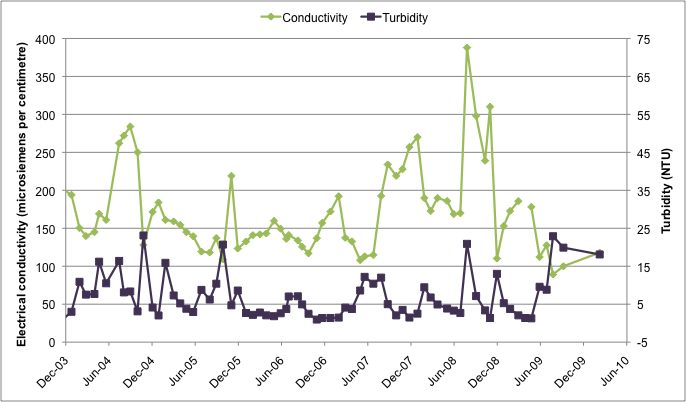 Conductivity
Turbidity
Electrical conductivity (microsiemens per centimetre)
400
350
300
250
200
150
100
50
0
75
65
55
45
35
25
15
5
-5
Turbidity (NTU)
Dec-03
Jun-04
Dec-04
Jun-05
Dec-05
Jun-06
Dec-06
Jun-07
Dec-07
Jun-08
Dec-08
Jun-09
Dec-09
Jun-10